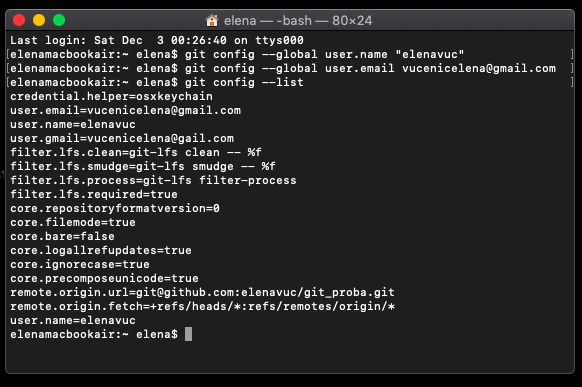 elena — -bash — 80×24
Last login: Sat Dec  3 00:26:40 on ttys000
[elenamacbookair:~ elena$ git config --global user.name "elenavuc" ]
[elenamacbookair:~ elena$ git config --global user.email vucenicelena@gmail.com ]
[elenamacbookair:~ elena$ git config --list ]
credential.helper=osxkeychain
user.email=vucenicelena@gmail.com
user.name=elenavuc
user.gmail=vucenicelena@gail.com
filter.lfs.clean=git-lfs clean -- %f
filter.lfs.smudge=git-lfs smudge -- %f
filter.lfs.process=git-lfs filter-process
filter.lfs.required=true
core.repositoryformatversion=0
core.filemode=true
core.bare=false
core.logallrefupdates=true
core.ignorecase=true
core.precomposeunicode=true
remote.origin.url=git@github.com:elenavuc/git_proba.git
remote.origin.fetch=+refs/heads/*:refs/remotes/origin/*
user.name=elenavuc
elenamacbookair:~ elena$